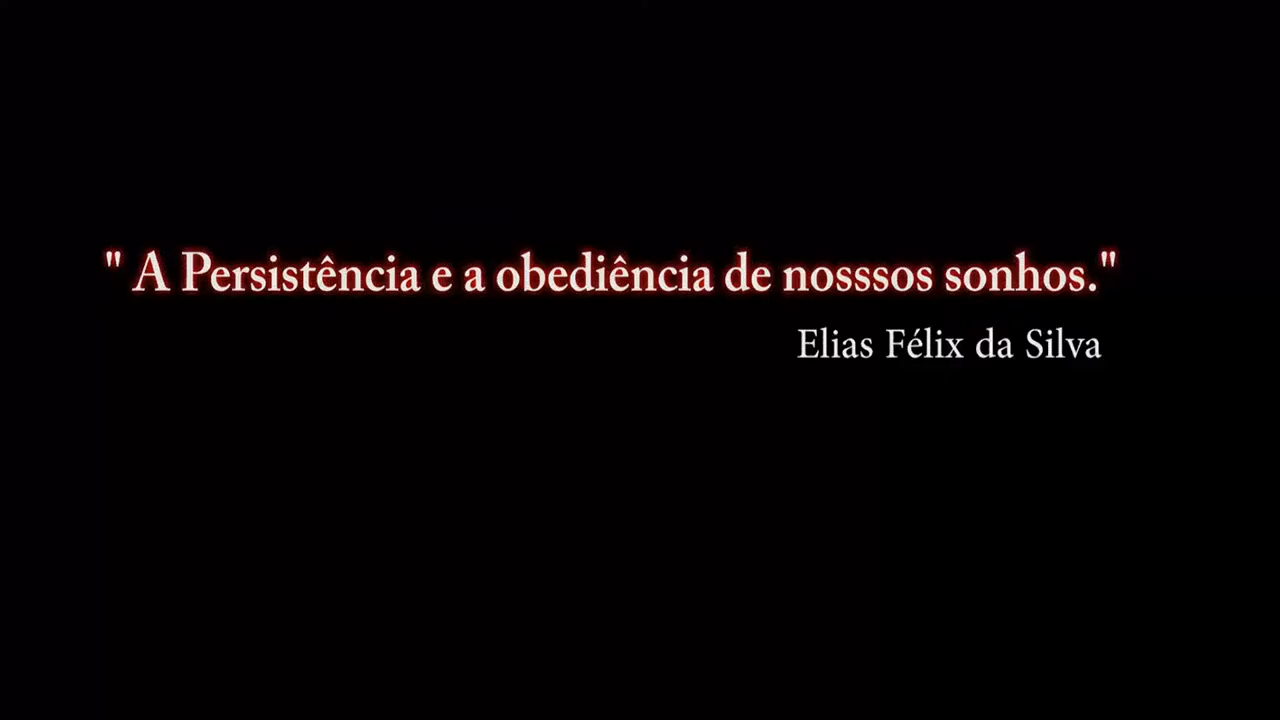 " A Persistência e a obediência de nosssos sonhos."
Elias Félix da Silva